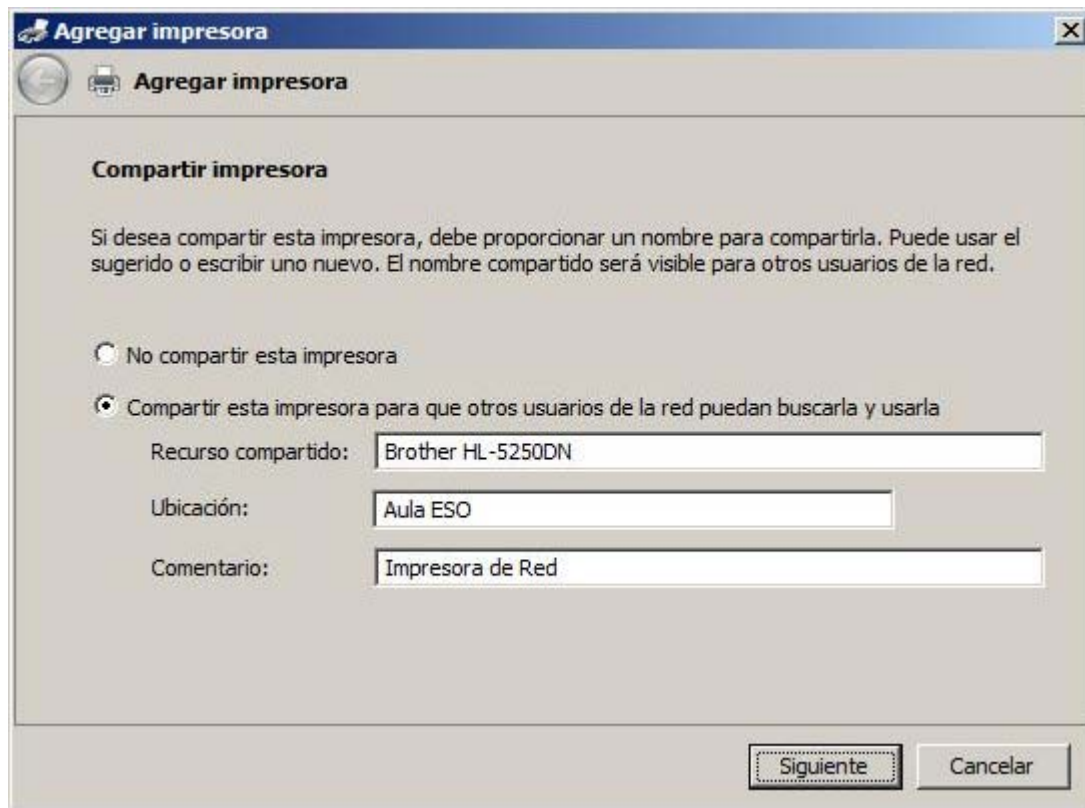 Agregar impresora
Agregar impresora
Compartir impresora
Si desea compartir esta impresora, debe proporcionar un nombre para compartirla. Puede usar el
sugerido o escribir uno nuevo. El nombre compartido será visible para otros usuarios de la red.
No compartir esta impresora
Compartir esta impresora para que otros usuarios de la red puedan buscarla y usarla
Recurso compartido: Brother HL-5250DN
Ubicación: Aula ESO
Comentario: Impresora de Red
Siguiente Cancelar